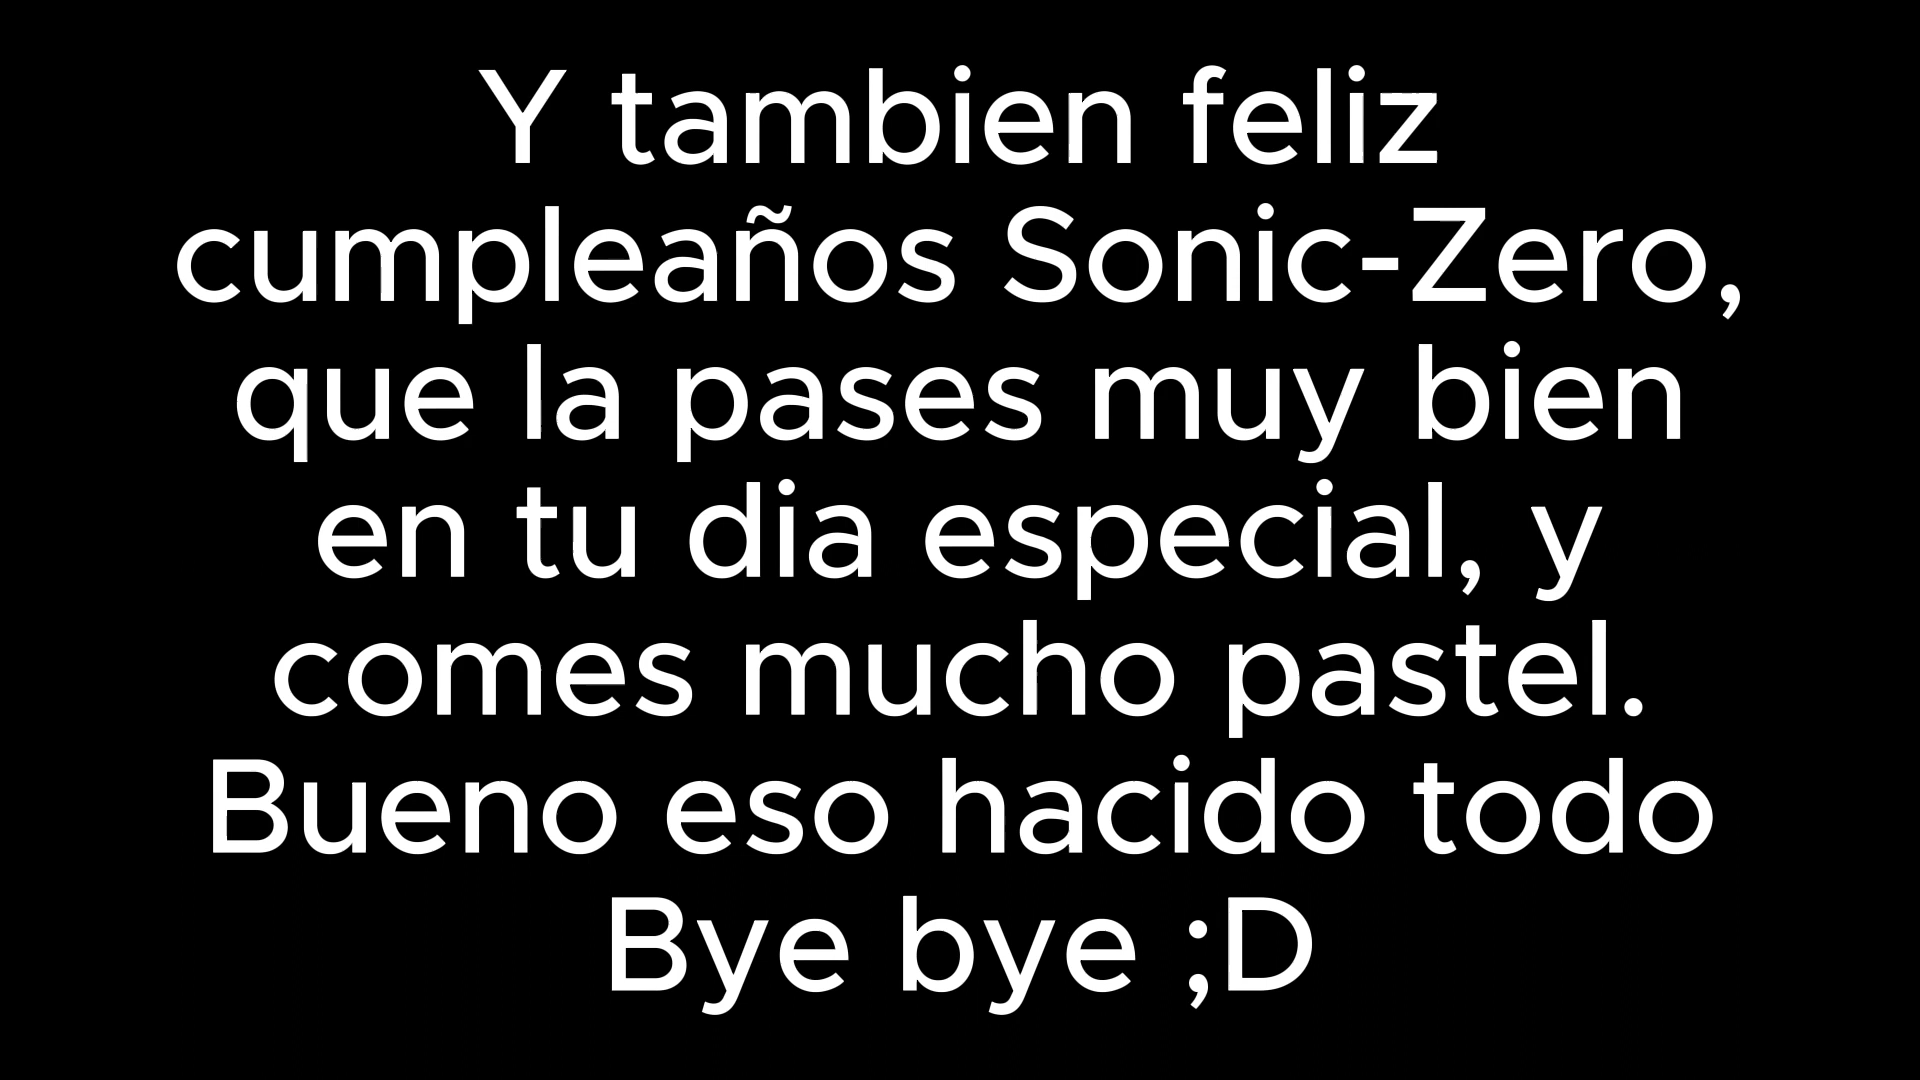 Y tambien feliz
cumpleaños Sonic-Zero,
que la pases muy bien
en tu dia especial, y
comes mucho pastel.
Bueno eso hacido todo
Bye bye ;D